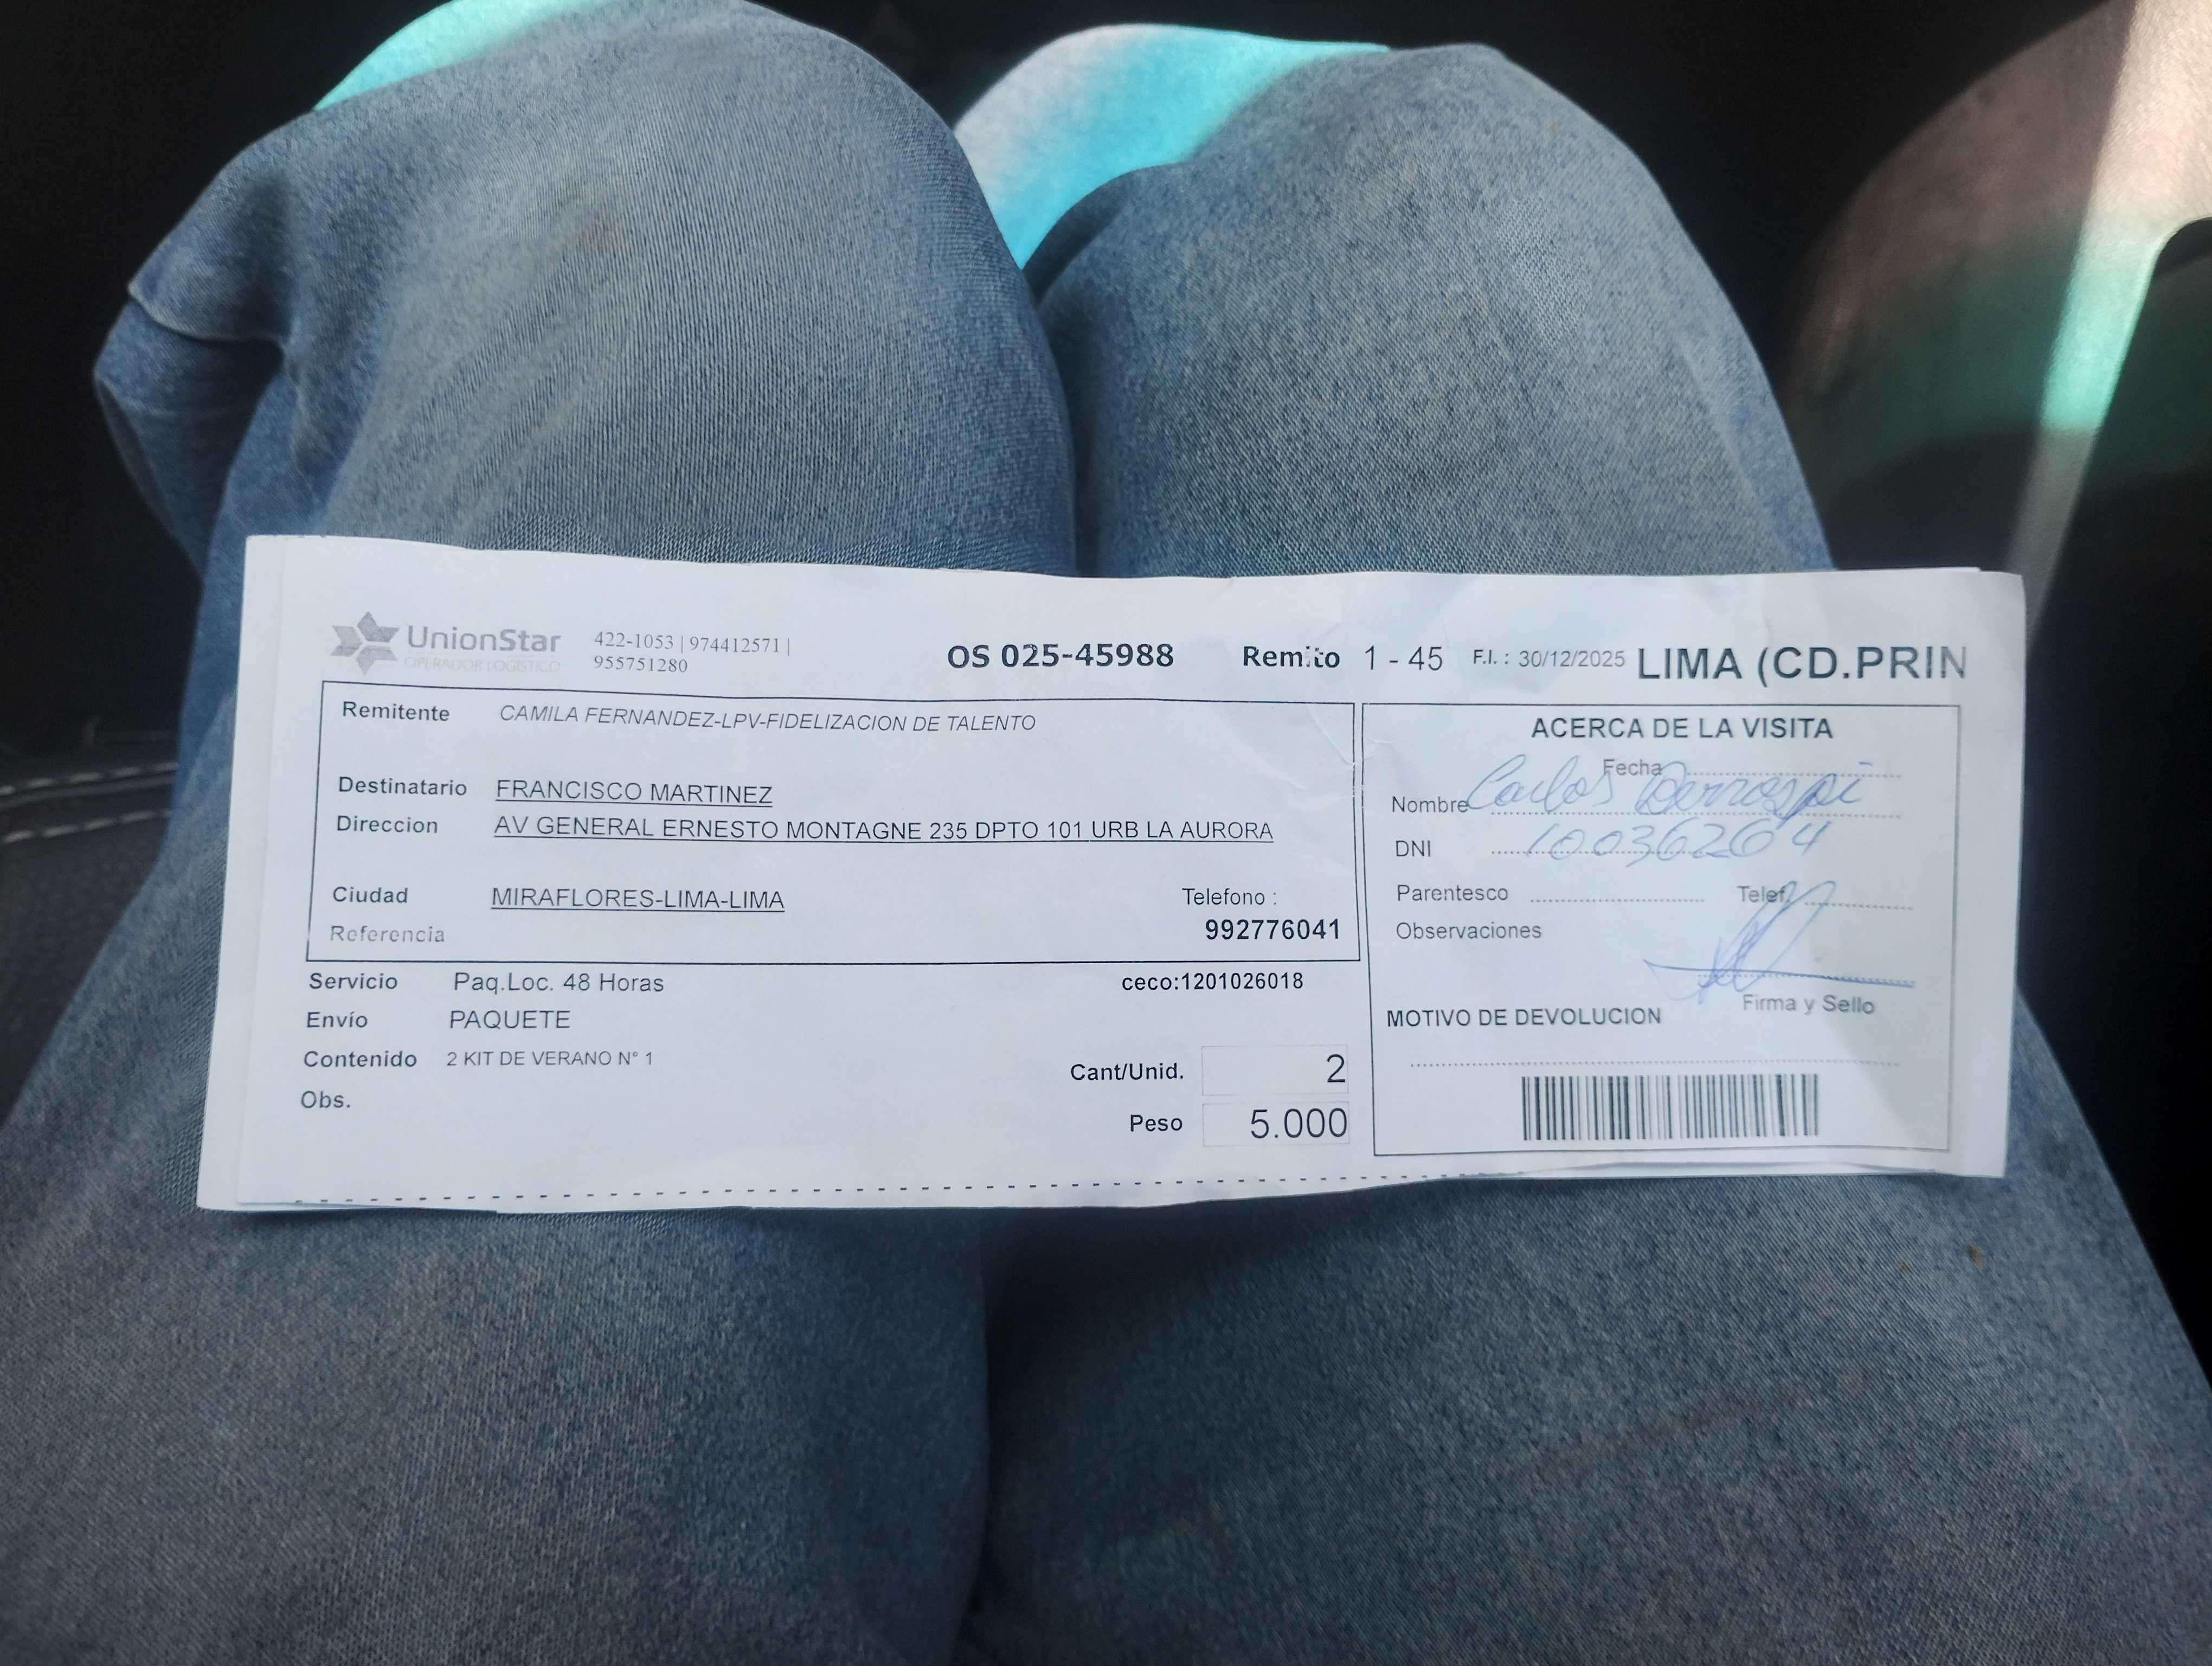 UnionStar
OPERADOR LOGISTICO
422-1053 | 974412571 |
955751280
OS 025-45988
Remito 1 - 45
F.I. : 30/12/2025
LIMA (CD.PRIN
Remitente CAMILA FERNANDEZ-LPV-FIDELIZACION DE TALENTO
Destinatario FRANCISCO MARTINEZ
Direccion AV GENERAL ERNESTO MONTAGNE 235 DPTO 101 URB LA AURORA
Ciudad MIRAFLORES-LIMA-LIMA
Telefono :
Referencia
992776041
Servicio Paq.Loc. 48 Horas
ceco:1201026018
Envío PAQUETE
Contenido 2 KIT DE VERANO N° 1
Cant/Unid. 2
Obs.
Peso 5.000
ACERCA DE LA VISITA
Fecha
Nombre Carlos
DNI 10036264
Parentesco Telef.
Observaciones
Firma y Sello
MOTIVO DE DEVOLUCION